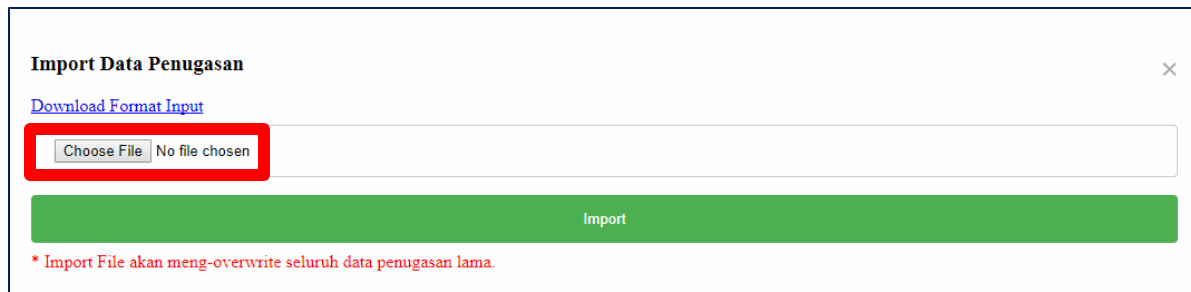 Import Data Penugasan
Download Format Input
Choose File No file chosen
Import
* Import File akan meng-overwrite seluruh data penugasan lama.